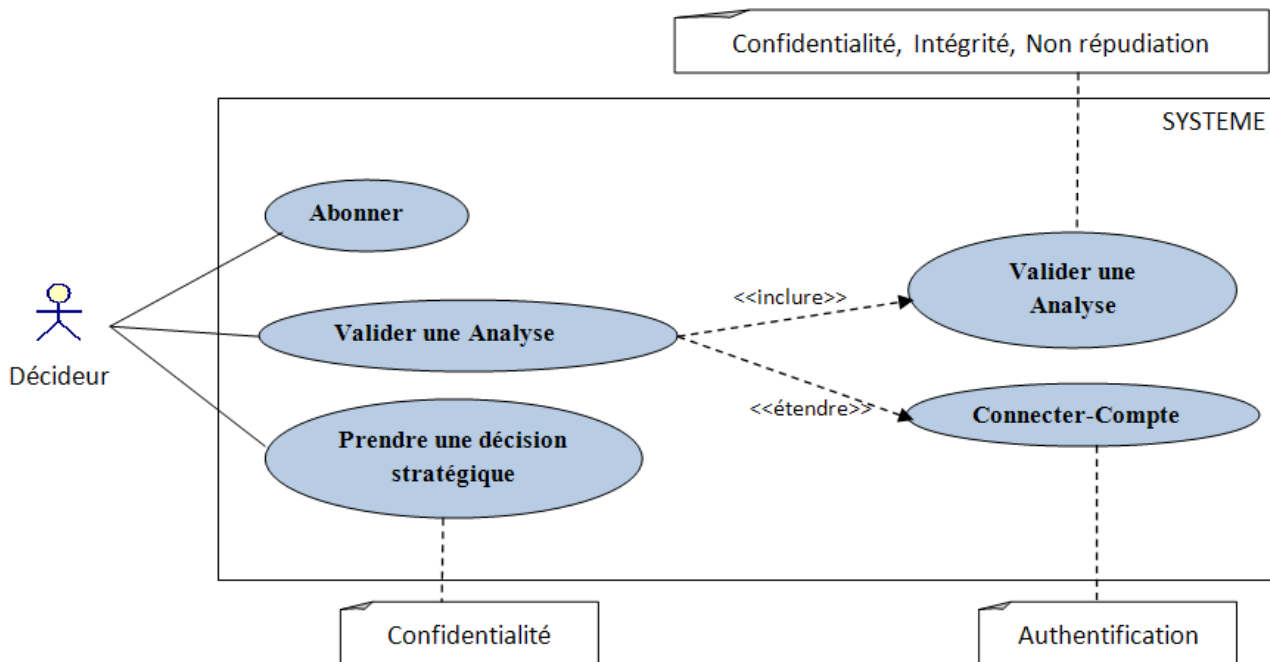 Confidentialité, Intégrité, Non répudiation
SYSTEME
Abonner
Valider une
Analyse
<<inclure>>
Valider une Analyse
Décideur
<<étendre>>
Connecter-Compte
Prendre une décision
stratégique
Confidentialité
Authentification